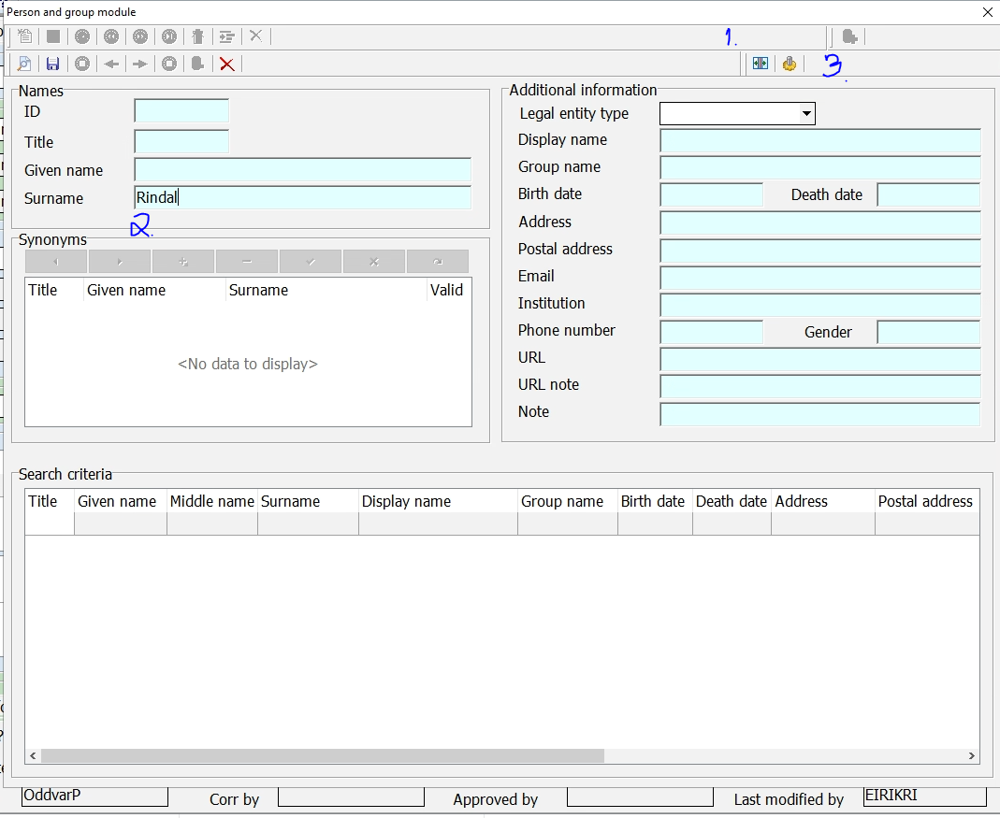 Person and group module
1.
3.
Names
ID
Title
Given name
Surname Rindal
2.
Synonyms
Title Given name Surname Valid
<No data to display>
Additional information
Legal entity type
Display name
Group name
Birth date Death date
Address
Postal address
Email
Institution
Phone number Gender
URL
URL note
Note
Search criteria
Title Given name Middle name Surname Display name Group name Birth date Death date Address Postal address
OddvarP Corr by Approved by Last modified by EIRIKRI